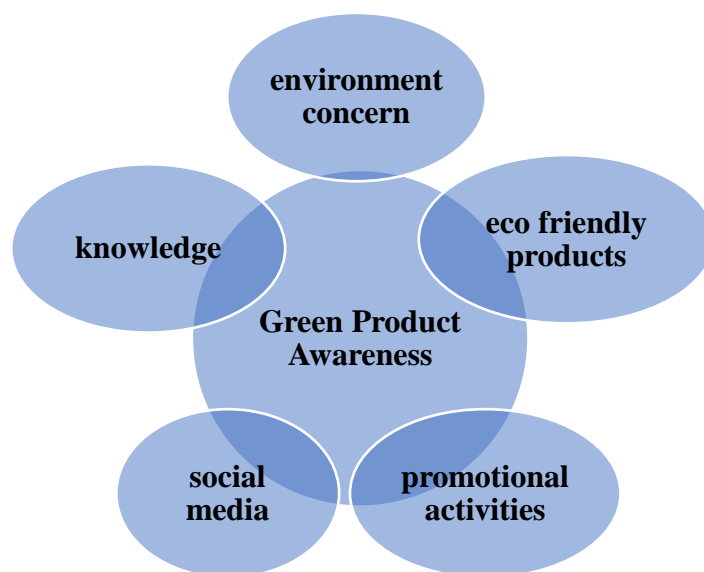 environment
concern
eco friendly
products
knowledge
Green Product
Awareness
social
media
promotional
activities